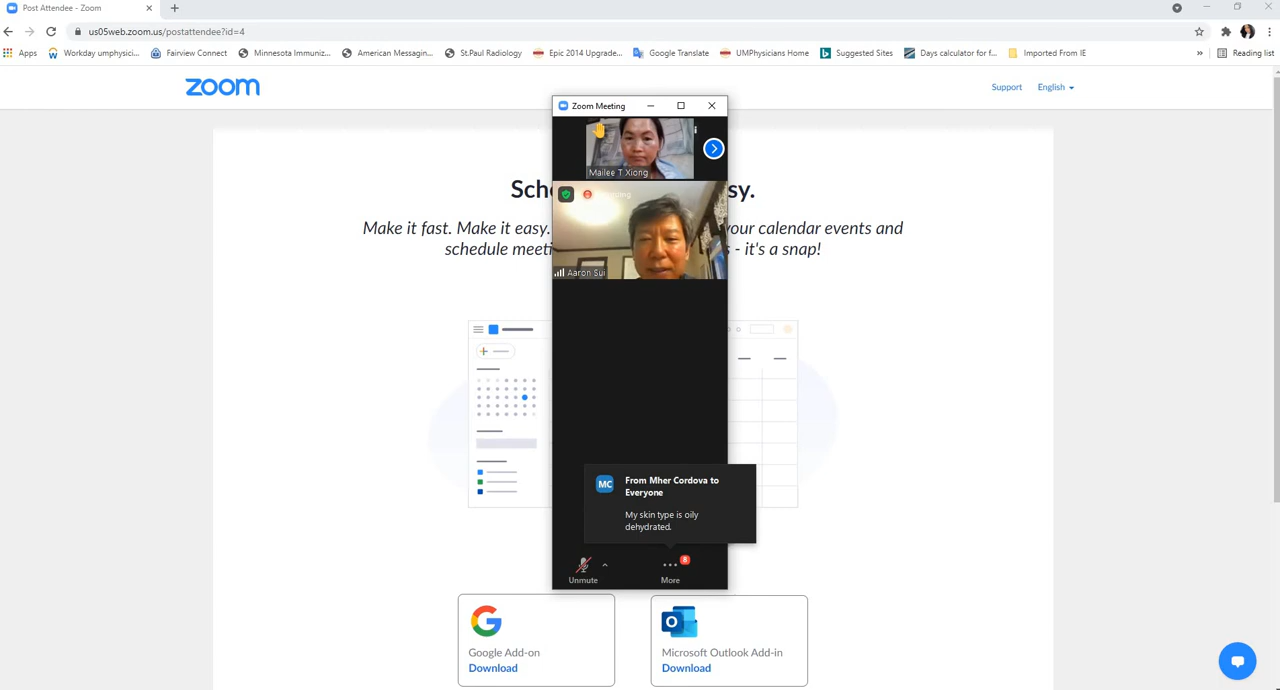 Post Attendee - Zoom
us05web.zoom.us/postattendee?id=4
Apps
Workday umphysici...
Fairview Connect
Minnesota Immuniz...
American Messagin...
St.Paul Radiology
Epic 2014 Upgrade...
Google Translate
UMPhysicians Home
Suggested Sites
Days calculator for f...
Imported From IE
»
Reading list
zoom
Support
English
Sch
sy.
Make it fast. Make it easy.
your calendar events and
schedule meeti
s - it's a snap!
Zoom Meeting
Mailee T Xiong
Aaron Sui
MC
From Mher Cordova to
Everyone
My skin type is oily
dehydrated.
8
Unmute
More
Google Add-on
Download
Microsoft Outlook Add-in
Download